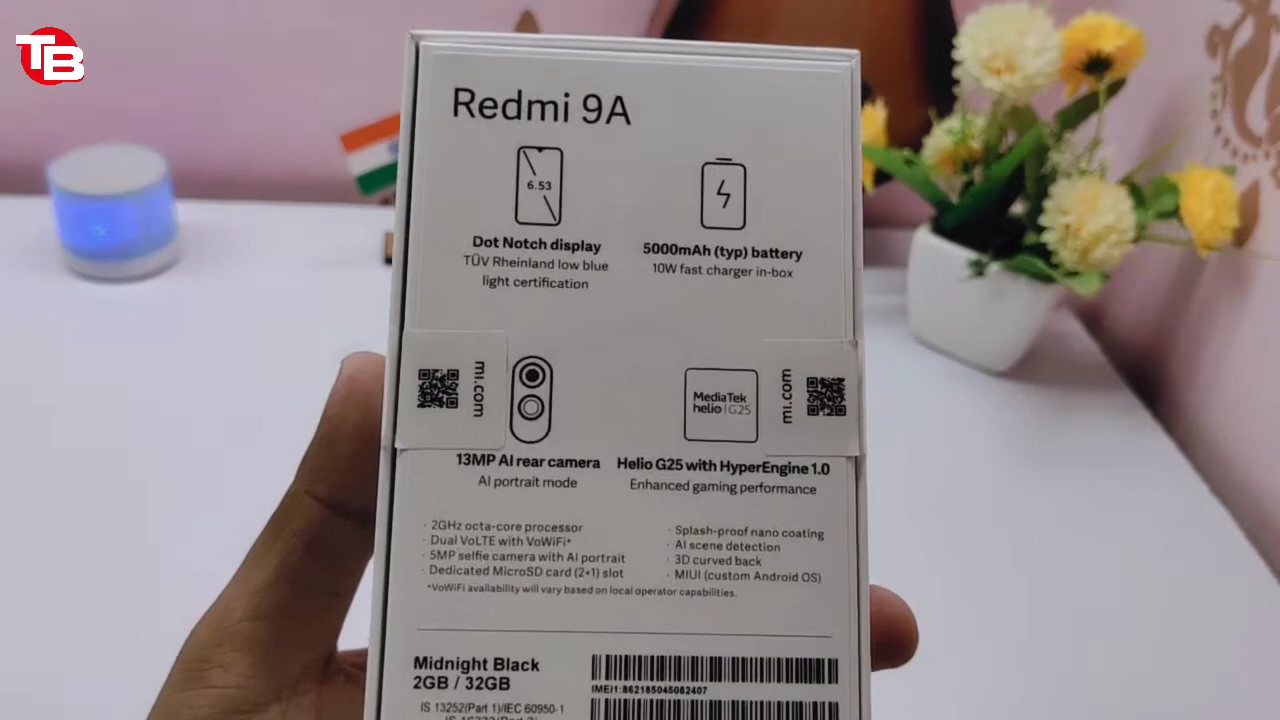 TB
Redmi 9A
6.53
Dot Notch display
TÜV Rheinland low blue
light certification
5000mAh (typ) battery
10W fast charger in-box
mi.com
MediaTek
helio | G25
mi.com
13MP AI rear camera
AI portrait mode
Helio G25 with HyperEngine 1.0
Enhanced gaming performance
· 2GHz octa-core processor
· Dual VoLTE with VoWiFi*
· 5MP selfie camera with AI portrait
· Dedicated MicroSD card (2+1) slot
· Splash-proof nano coating
· AI scene detection
· 3D curved back
· MIUI (custom Android OS)
*VoWiFi availability will vary based on local operator capabilities.
Midnight Black
2GB / 32GB
IMEI1:862185045082407
IS 13252(Part 1)/IEC 60950-1